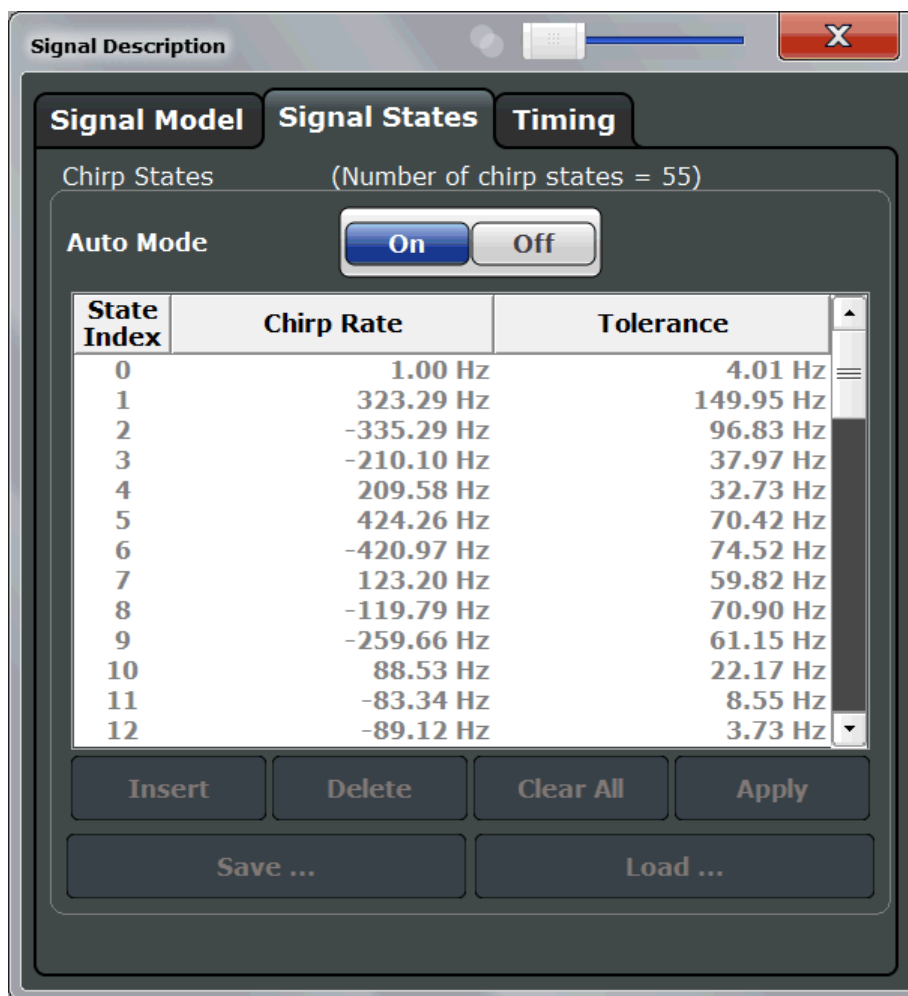 Signal Description
X
Signal Model Signal States Timing
Chirp States (Number of chirp states = 55)
Auto Mode On Off
State Index Chirp Rate Tolerance
0 1.00 Hz 4.01 Hz
1 323.29 Hz 149.95 Hz
2 -335.29 Hz 96.83 Hz
3 -210.10 Hz 37.97 Hz
4 209.58 Hz 32.73 Hz
5 424.26 Hz 70.42 Hz
6 -420.97 Hz 74.52 Hz
7 123.20 Hz 59.82 Hz
8 -119.79 Hz 70.90 Hz
9 -259.66 Hz 61.15 Hz
10 88.53 Hz 22.17 Hz
11 -83.34 Hz 8.55 Hz
12 -89.12 Hz 3.73 Hz
Insert Delete Clear All Apply
Save ... Load ...